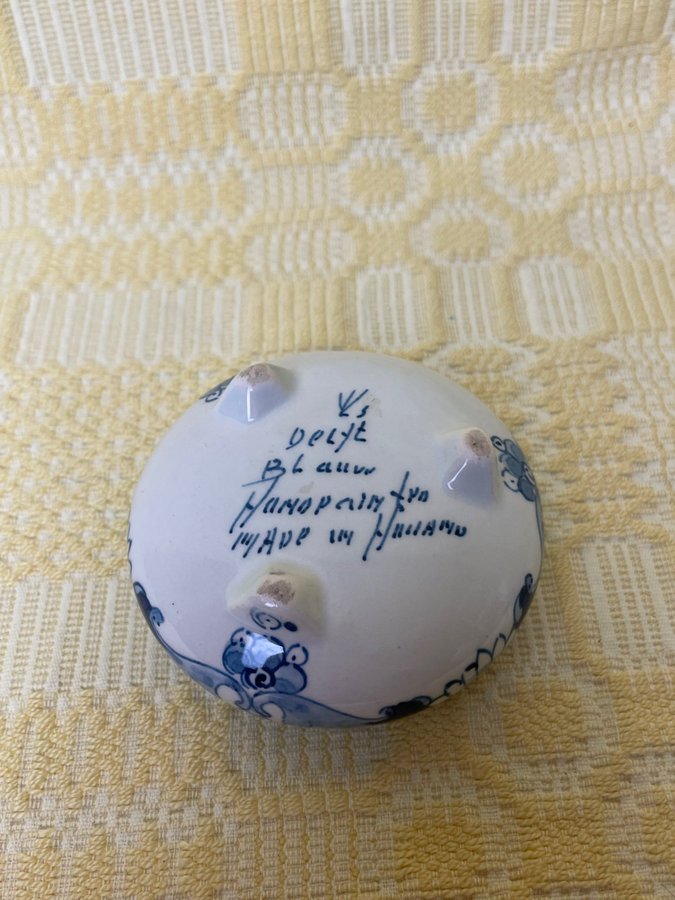 Delft
Blauw
Handpainted
made in Holland